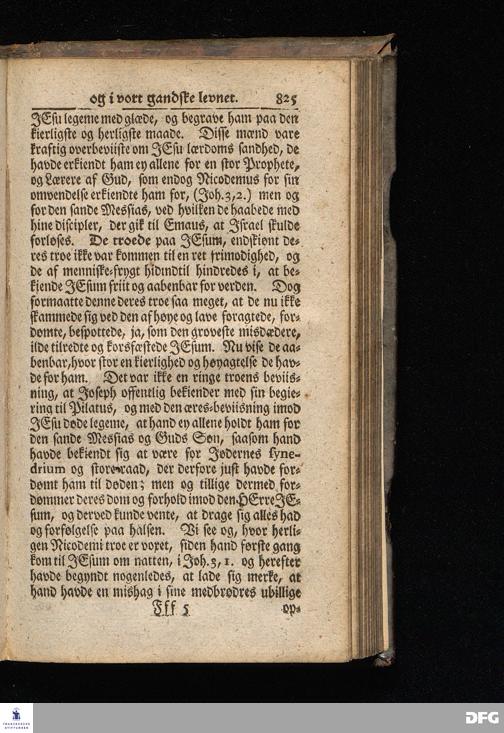 og i vort gandske levnet. 825
JEsu legeme med glæde, og begrave ham paa den
kierligste og herligste maade. Disse mænd vare
kraftig overbeviiste om JEsu lærdoms sandhed, de
havde erkiendt ham ey allene for en stor Prophete,
og Lærere af Gud, som endog Nicodemus for sin
omvendelse erkiendte ham for, (Joh. 3, 2.) men og
for den sande Messias, ved hvilken de haabede med
hine discipler, der gik til Emaus, at Israel skulde
forløses. De troede paa JEsum, endskiønt de-
res troe ikke var kommen til en ret frimodighed, og
de af menniske-frygt hidindtil hindredes i, at be-
kiende JEsum friit og aabenbar for verden. Dog
formaatte denne deres troe saa meget, at de nu ikke
skammede sig ved den af høye og lave foragtede, for-
dømte, bespottede, ja, som den groveste misdædere,
ilde tilredte og korsfæstede JEsum. Nu vise de aa-
benbar, hvor stor en kierlighed og høyagtelse de hav-
de for ham. Det var ikke en ringe troens beviis-
ning, at Joseph offentlig bekiender med sin begie-
ring til Pilatus, og med den æres-beviisning imod
JEsu døde legeme, at hand ey allene holdt ham for
den sande Messias og Guds Søn, saasom hand
havde bekiendt sig at være for Jødernes syne-
drium og store-raad, der derfore just havde for-
dømt ham til døden; men og tillige dermed for-
dømmer deres dom og forhold imod den HErre JE-
sum, og derved kunde vente, at drage sig alles had
og forfølgelse paa halsen. Vi see og, hvor herli-
gen Nicodemi troe er voxet, siden hand første gang
kom til JEsum om natten, i Joh. 3, 1. og herefter
havde begyndt nogenledes, at lade sig merke, at
hand havde en mishag i sine medbrødres ubillige
Fff 5 op-
FRANCKESCHE
STIFTUNGEN
DFG